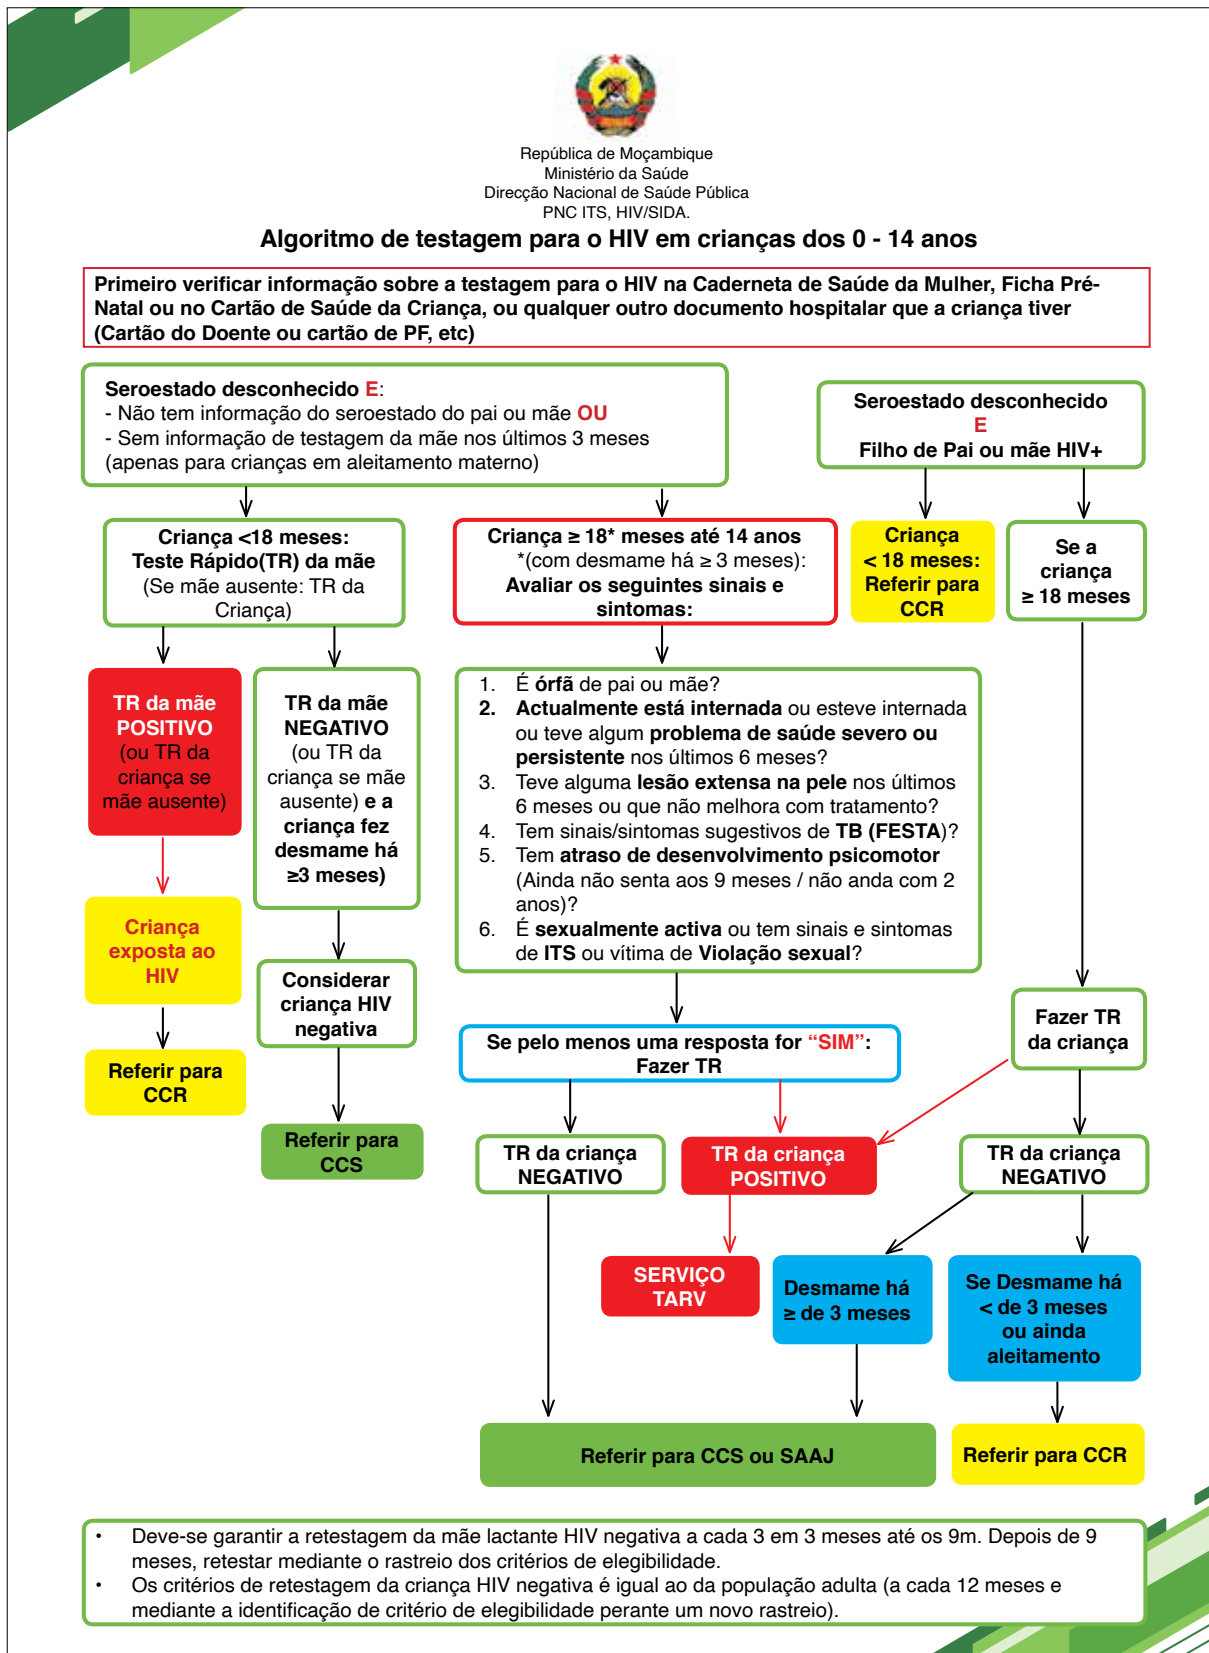 República de Moçambique
Ministério da Saúde
Direcção Nacional de Saúde Pública
PNC ITS, HIV/SIDA.
Algoritmo de testagem para o HIV em crianças dos 0 - 14 anos
Primeiro verificar informação sobre a testagem para o HIV na Caderneta de Saúde da Mulher, Ficha Pré-
Natal ou no Cartão de Saúde da Criança, ou qualquer outro documento hospitalar que a criança tiver
(Cartão do Doente ou cartão de PF, etc)
Seroestado desconhecido E:
- Não tem informação do seroestado do pai ou mãe OU
- Sem informação de testagem da mãe nos últimos 3 meses
(apenas para crianças em aleitamento materno)
Seroestado desconhecido
E
Filho de Pai ou mãe HIV+
Criança <18 meses:
Teste Rápido(TR) da mãe
(Se mãe ausente: TR da
Criança)
Criança ≥ 18* meses até 14 anos
*(com desmame há ≥ 3 meses):
Avaliar os seguintes sinais e
sintomas:
Criança
< 18 meses:
Referir para
CCR
Se a
criança
≥ 18 meses
TR da mãe
POSITIVO
(ou TR da
criança se
mãe ausente)
TR da mãe
NEGATIVO
(ou TR da
criança se mãe
ausente) e a
criança fez
desmame há
≥3 meses)
1. É órfã de pai ou mãe?
2. Actualmente está internada ou esteve internada
ou teve algum problema de saúde severo ou
persistente nos últimos 6 meses?
3. Teve alguma lesão extensa na pele nos últimos
6 meses ou que não melhora com tratamento?
4. Tem sinais/sintomas sugestivos de TB (FESTA)?
5. Tem atraso de desenvolvimento psicomotor
(Ainda não senta aos 9 meses / não anda com 2
anos)?
6. É sexualmente activa ou tem sinais e sintomas
de ITS ou vítima de Violação sexual?
Criança
exposta ao
HIV
Considerar
criança HIV
negativa
Fazer TR
da criança
Se pelo menos uma resposta for “SIM”:
Fazer TR
Referir para
CCR
Referir para
CCS
TR da criança
NEGATIVO
TR da criança
POSITIVO
TR da criança
NEGATIVO
SERVIÇO
TARV
Desmame há
≥ de 3 meses
Se Desmame há
< de 3 meses
ou ainda
aleitamento
Referir para CCS ou SAAJ
Referir para CCR
• Deve-se garantir a retestagem da mãe lactante HIV negativa a cada 3 em 3 meses até os 9m. Depois de 9
meses, retestar mediante o rastreio dos critérios de elegibilidade.
• Os critérios de retestagem da criança HIV negativa é igual ao da população adulta (a cada 12 meses e
mediante a identificação de critério de elegibilidade perante um novo rastreio).